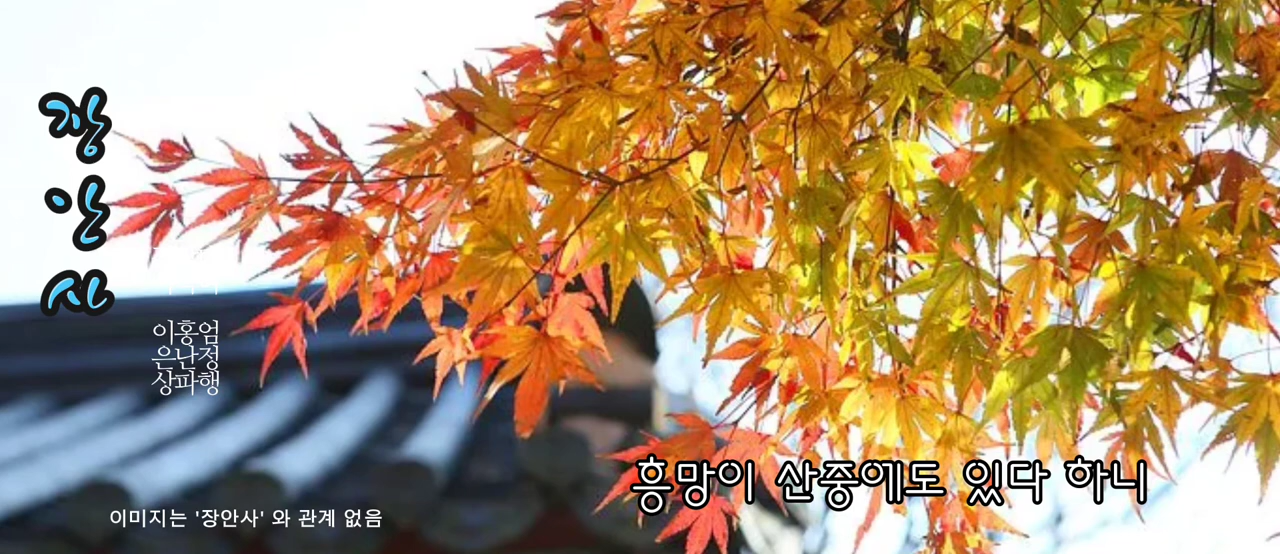 장안사
이은상
홍난파
엄정행
흥망이 산중에도 있다 하니
이미지는 '장안사' 와 관계 없음